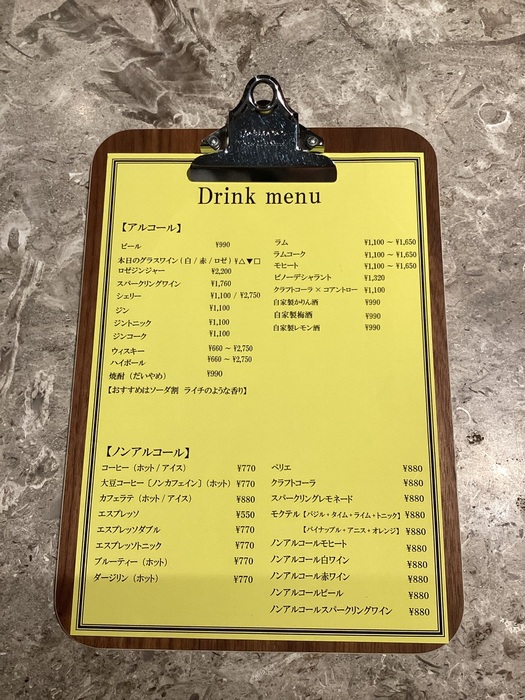 Drink menu
【アルコール】
ビール ¥990
本日のグラスワイン(白/赤/ロゼ)¥△▼□
ロゼジンジャー ¥2,200
スパークリングワイン ¥1,760
シェリー ¥1,100 / ¥2,750
ジン ¥1,100
ジントニック ¥1,100
ジンコーク ¥1,100
ウィスキー ¥660 ~ ¥2,750
ハイボール ¥660 ~ ¥2,750
焼酎(だいやめ) ¥990
【おすすめはソーダ割 ライチのような香り】
ラム ¥1,100 ~ ¥1,650
ラムコーク ¥1,100 ~ ¥1,650
モヒート ¥1,100 ~ ¥1,650
ピノーデシャラント ¥1,320
クラフトコーラ×コアントロー ¥1,100
自家製かりん酒 ¥990
自家製梅酒 ¥990
自家製レモン酒 ¥990
【ノンアルコール】
コーヒー(ホット/アイス) ¥770
大豆コーヒー〔ノンカフェイン〕(ホット) ¥770
カフェラテ(ホット/アイス) ¥880
エスプレッソ ¥550
エスプレッソダブル ¥770
エスプレッソトニック ¥770
ブルーティー(ホット) ¥770
ダージリン(ホット) ¥770
ペリエ ¥880
クラフトコーラ ¥880
スパークリングレモネード ¥880
モクテル【バジル・タイム・ライム・トニック】 ¥880
【パイナップル・アニス・オレンジ】 ¥880
ノンアルコールモヒート ¥880
ノンアルコール白ワイン ¥880
ノンアルコール赤ワイン ¥880
ノンアルコールビール ¥880
ノンアルコールスパークリングワイン ¥880